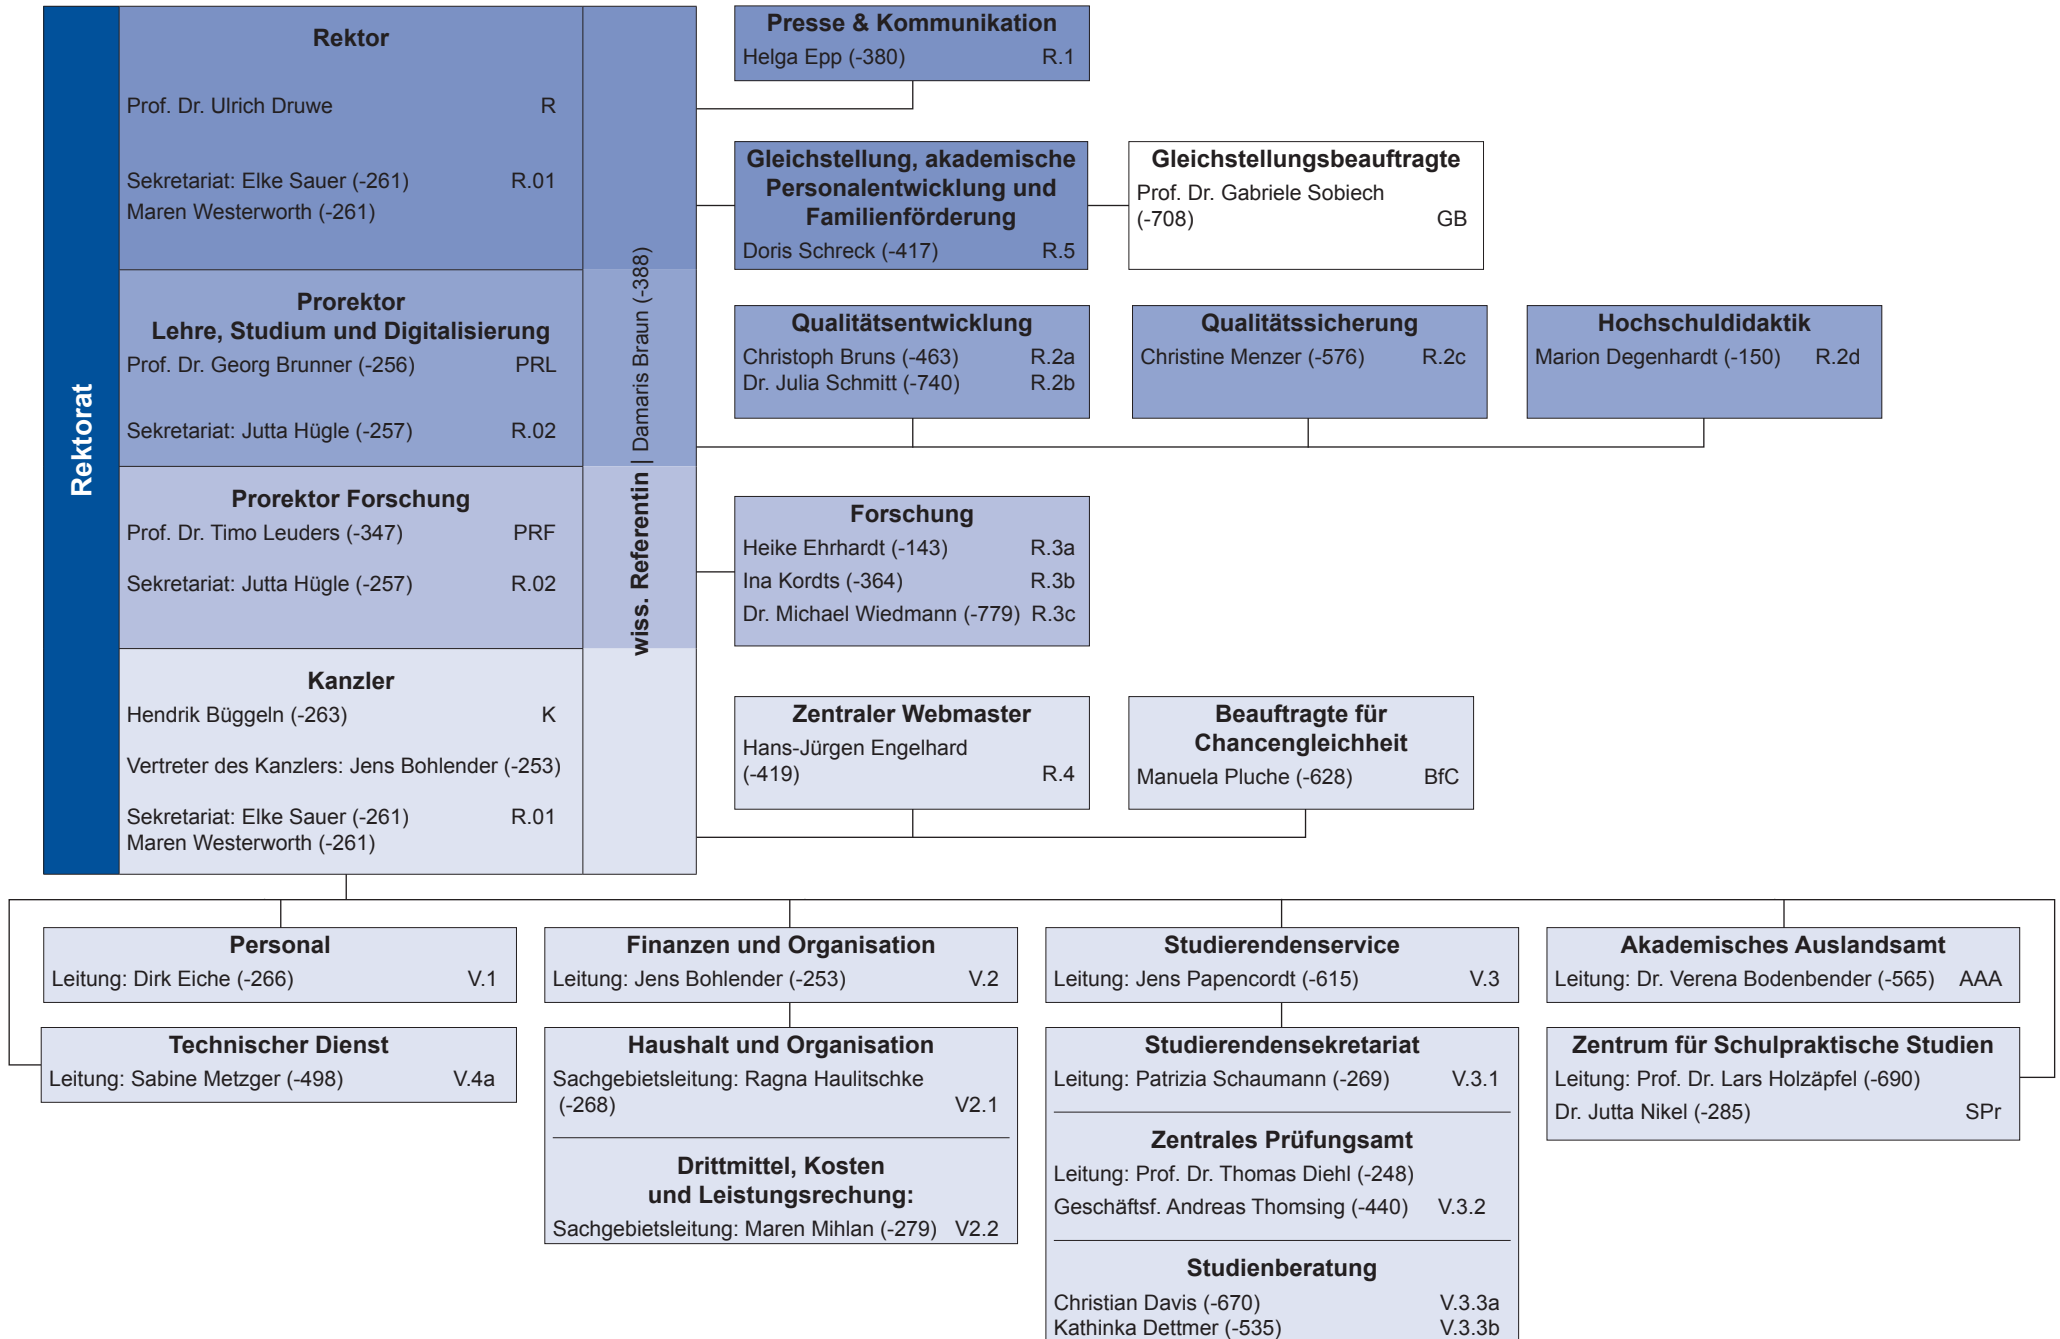 Rektorat
Rektor
Prof. Dr. Ulrich Druwe R
Sekretariat: Elke Sauer (-261) R.01
Maren Westerworth (-261)
Prorektor
Lehre, Studium und Digitalisierung
Prof. Dr. Georg Brunner (-256) PRL
Sekretariat: Jutta Hügle (-257) R.02
Prorektor Forschung
Prof. Dr. Timo Leuders (-347) PRF
Sekretariat: Jutta Hügle (-257) R.02
Kanzler
Hendrik Büggeln (-263) K
Vertreter des Kanzlers: Jens Bohlender (-253)
Sekretariat: Elke Sauer (-261) R.01
Maren Westerworth (-261)
wiss. Referentin | Damaris Braun (-388)
Presse & Kommunikation
Helga Epp (-380) R.1
Gleichstellung, akademische
Personalentwicklung und
Familienförderung
Doris Schreck (-417) R.5
Gleichstellungsbeauftragte
Prof. Dr. Gabriele Sobiech
(-708) GB
Qualitätsentwicklung
Christoph Bruns (-463) R.2a
Dr. Julia Schmitt (-740) R.2b
Qualitätssicherung
Christine Menzer (-576) R.2c
Hochschuldidaktik
Marion Degenhardt (-150) R.2d
Forschung
Heike Ehrhardt (-143) R.3a
Ina Kordts (-364) R.3b
Dr. Michael Wiedmann (-779) R.3c
Zentraler Webmaster
Hans-Jürgen Engelhard
(-419) R.4
Beauftragte für
Chancengleichheit
Manuela Pluche (-628) BfC
Personal
Leitung: Dirk Eiche (-266) V.1
Technischer Dienst
Leitung: Sabine Metzger (-498) V.4a
Finanzen und Organisation
Leitung: Jens Bohlender (-253) V.2
Haushalt und Organisation
Sachgebietsleitung: Ragna Haulitschke
(-268) V2.1
Drittmittel, Kosten
und Leistungsrechung:
Sachgebietsleitung: Maren Mihlan (-279) V2.2
Studierendenservice
Leitung: Jens Papencordt (-615) V.3
Studierendensekretariat
Leitung: Patrizia Schaumann (-269) V.3.1
Zentrales Prüfungsamt
Leitung: Prof. Dr. Thomas Diehl (-248)
Geschäftsf. Andreas Thomsing (-440) V.3.2
Studienberatung
Christian Davis (-670) V.3.3a
Kathinka Dettmer (-535) V.3.3b
Akademisches Auslandsamt
Leitung: Dr. Verena Bodenbender (-565) AAA
Zentrum für Schulpraktische Studien
Leitung: Prof. Dr. Lars Holzäpfel (-690)
Dr. Jutta Nikel (-285) SPr